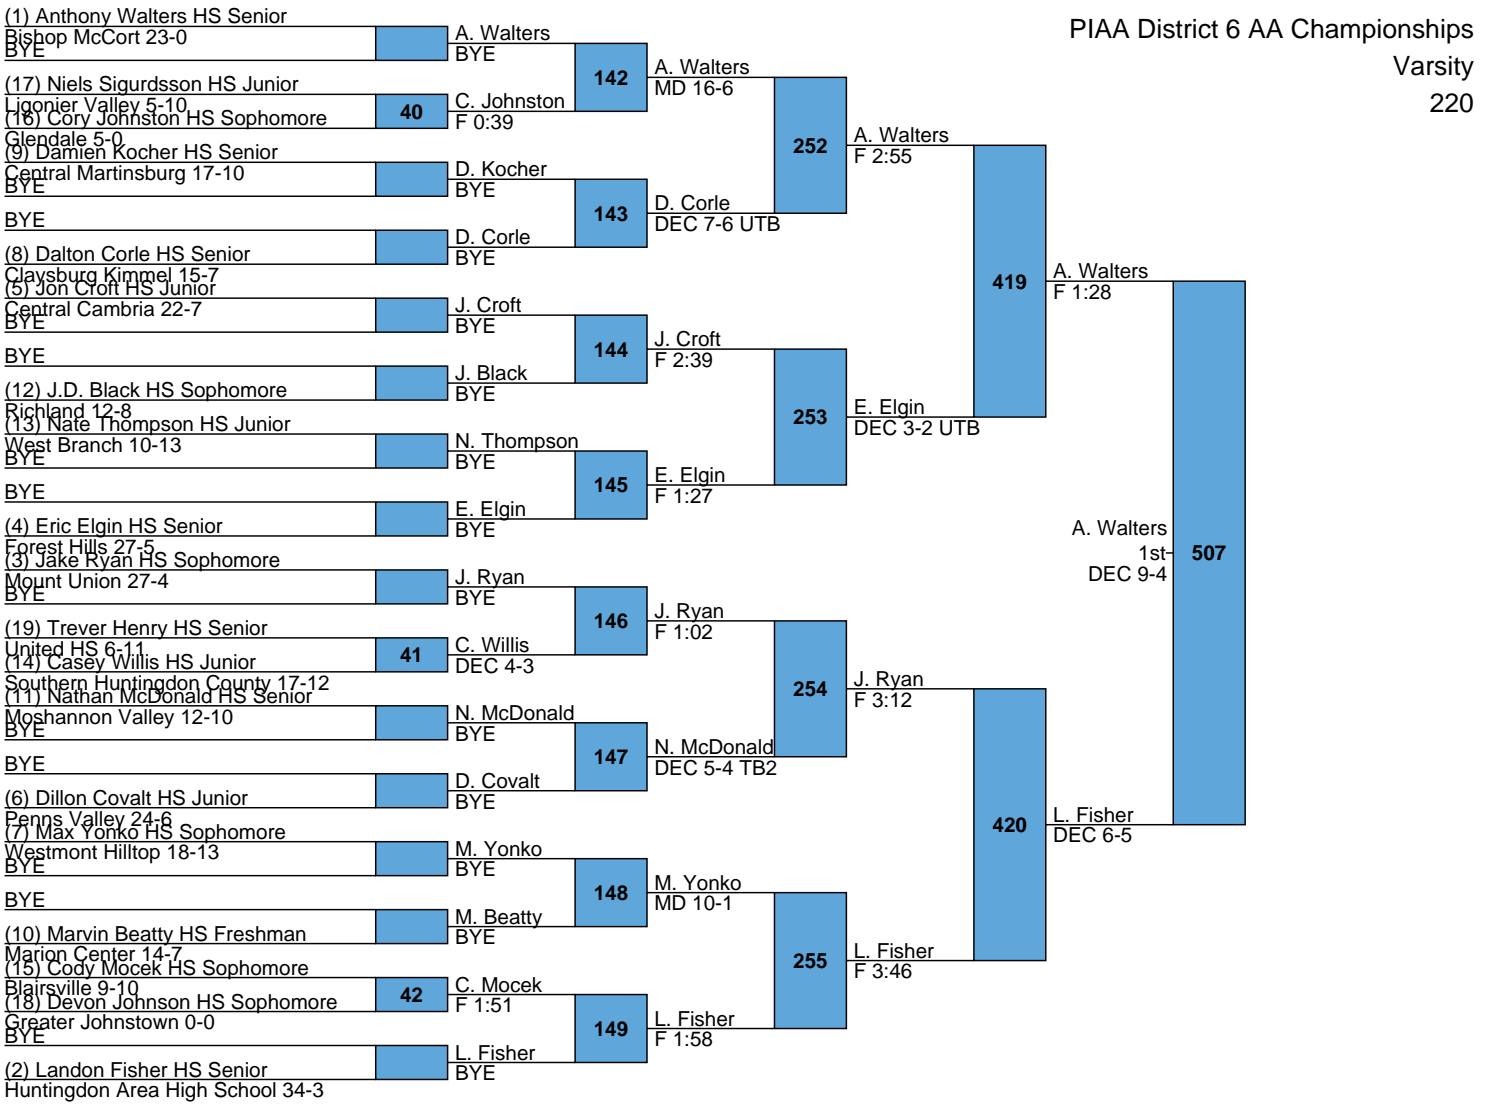 PIAA District 6 AA Championships
Varsity
220
(1) Anthony Walters HS Senior
Bishop McCort 23-0
BYE
(17) Niels Sigurdsson HS Junior
Ligonier Valley 5-10
(16) Cory Johnston HS Sophomore
Glendale 5-0
(9) Damien Kocher HS Senior
Central Martinsburg 17-10
BYE
BYE
(8) Dalton Corle HS Senior
Claysburg Kimmel 15-7
(5) Jon Croft HS Junior
Central Cambria 22-7
BYE
BYE
(12) J.D. Black HS Sophomore
Richland 12-8
(13) Nate Thompson HS Junior
West Branch 10-13
BYE
BYE
(4) Eric Elgin HS Senior
Forest Hills 27-5
(3) Jake Ryan HS Sophomore
Mount Union 27-4
BYE
(19) Trever Henry HS Senior
United HS 6-11
(14) Casey Willis HS Junior
Southern Huntingdon County 17-12
(11) Nathan McDonald HS Senior
Moshannon Valley 12-10
BYE
BYE
(6) Dillon Covalt HS Junior
Penns Valley 24-6
(7) Max Yonko HS Sophomore
Westmont Hilltop 18-13
BYE
BYE
(10) Marvin Beatty HS Freshman
Marion Center 14-7
(15) Cody Mocek HS Sophomore
Blairsville 9-10
(18) Devon Johnson HS Sophomore
Greater Johnstown 0-0
BYE
(2) Landon Fisher HS Senior
Huntingdon Area High School 34-3
40
41
42
A. Walters
BYE
C. Johnston
F 0:39
D. Kocher
BYE
D. Corle
BYE
J. Croft
BYE
J. Black
BYE
N. Thompson
BYE
E. Elgin
BYE
J. Ryan
BYE
C. Willis
DEC 4-3
N. McDonald
BYE
D. Covalt
BYE
M. Yonko
BYE
M. Beatty
BYE
C. Mocek
F 1:51
L. Fisher
BYE
142
143
144
145
146
147
148
149
A. Walters
MD 16-6
D. Corle
DEC 7-6 UTB
J. Croft
F 2:39
E. Elgin
F 1:27
J. Ryan
F 1:02
N. McDonald
DEC 5-4 TB2
M. Yonko
MD 10-1
L. Fisher
F 1:58
252
253
254
255
A. Walters
F 2:55
E. Elgin
DEC 3-2 UTB
J. Ryan
F 3:12
L. Fisher
F 3:46
419
420
A. Walters
F 1:28
L. Fisher
DEC 6-5
A. Walters
1st
DEC 9-4
507